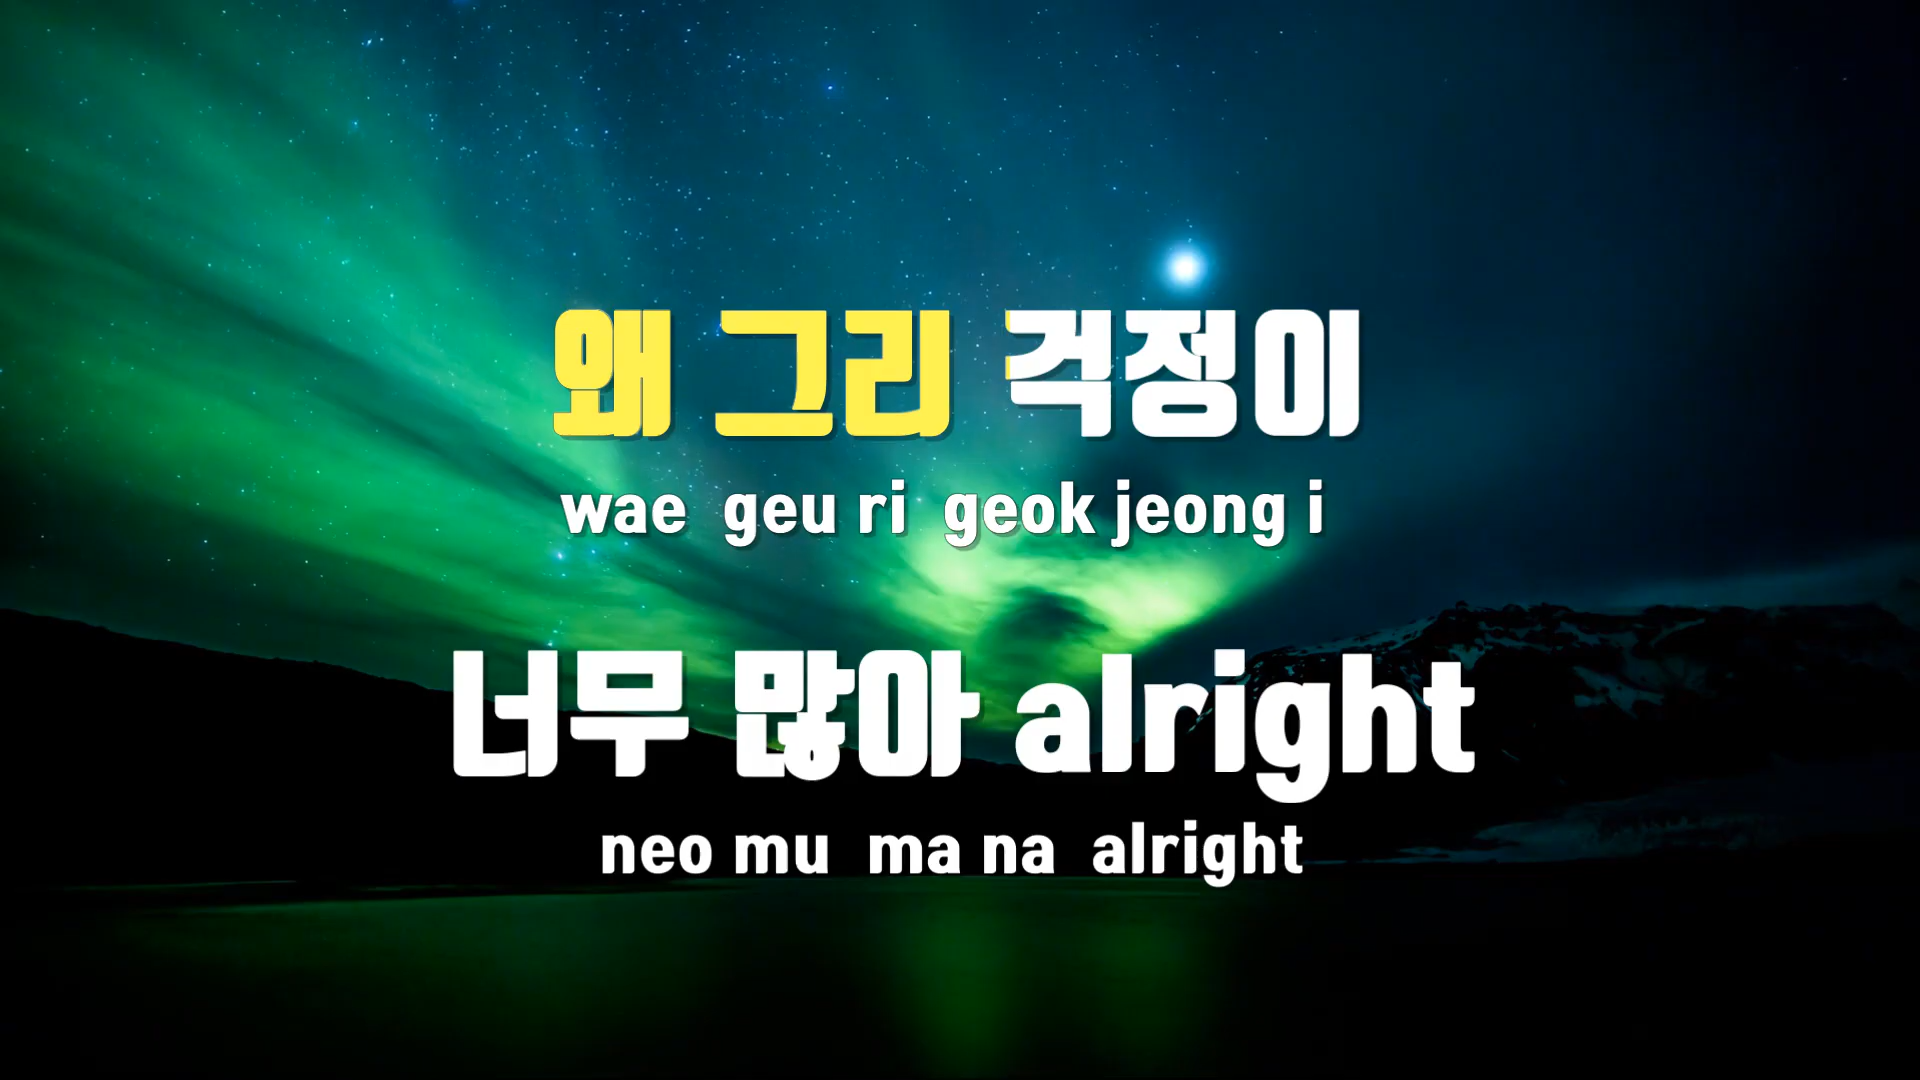 왜 그리 걱정이
wae geu ri geok jeong i
너무 많아 alright
neo mu ma na alright